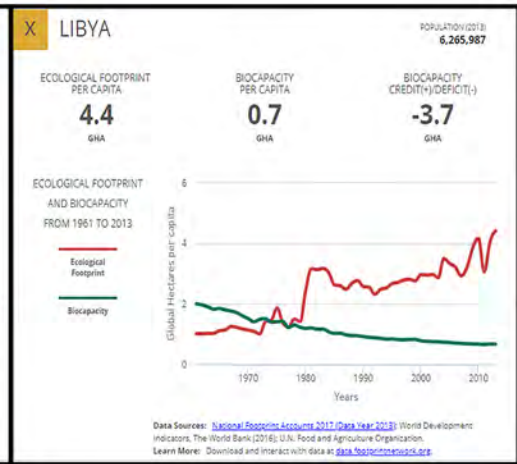 X LIBYA
POPULATION (2013)
6,265,987
ECOLOGICAL FOOTPRINT
PER CAPITA
4.4
GHA
BIOCAPACITY
PER CAPITA
0.7
GHA
BIOCAPACITY
CREDIT(+)/DEFICIT(-)
-3.7
GHA
ECOLOGICAL FOOTPRINT
AND BIOCAPACITY
FROM 1961 TO 2013
Ecological
Footprint
Biocapacity
Global Hectares per capita
6
4
2
0
1970 1980 1990 2000 2010
Years
Data Sources: National Footprint Accounts 2017 (Data Year 2013); World Development
Indicators, The World Bank (2016); U.N. Food and Agriculture Organization.
Learn More: Download and interact with data at data.footprintnetwork.org.